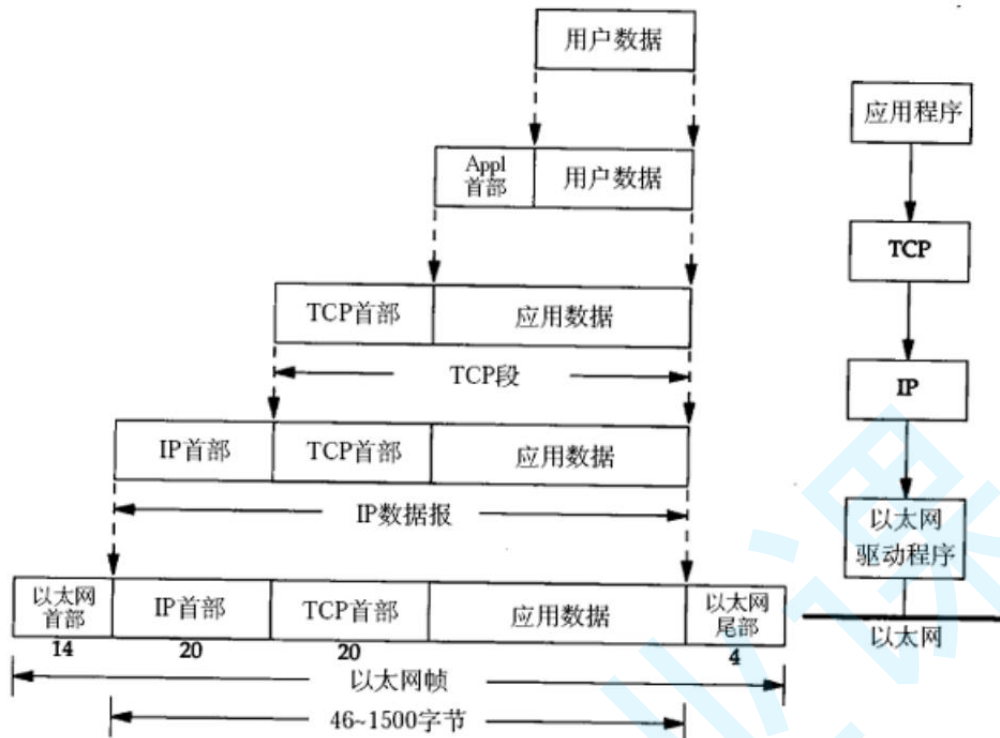 用户数据
应用程序
Appl
首部
用户数据
TCP
TCP首部
应用数据
TCP段
IP
IP首部
TCP首部
应用数据
IP数据报
以太网
驱动程序
以太网
首部
IP首部
TCP首部
应用数据
以太网
尾部
以太网
14
20
20
4
以太网帧
46~1500字节